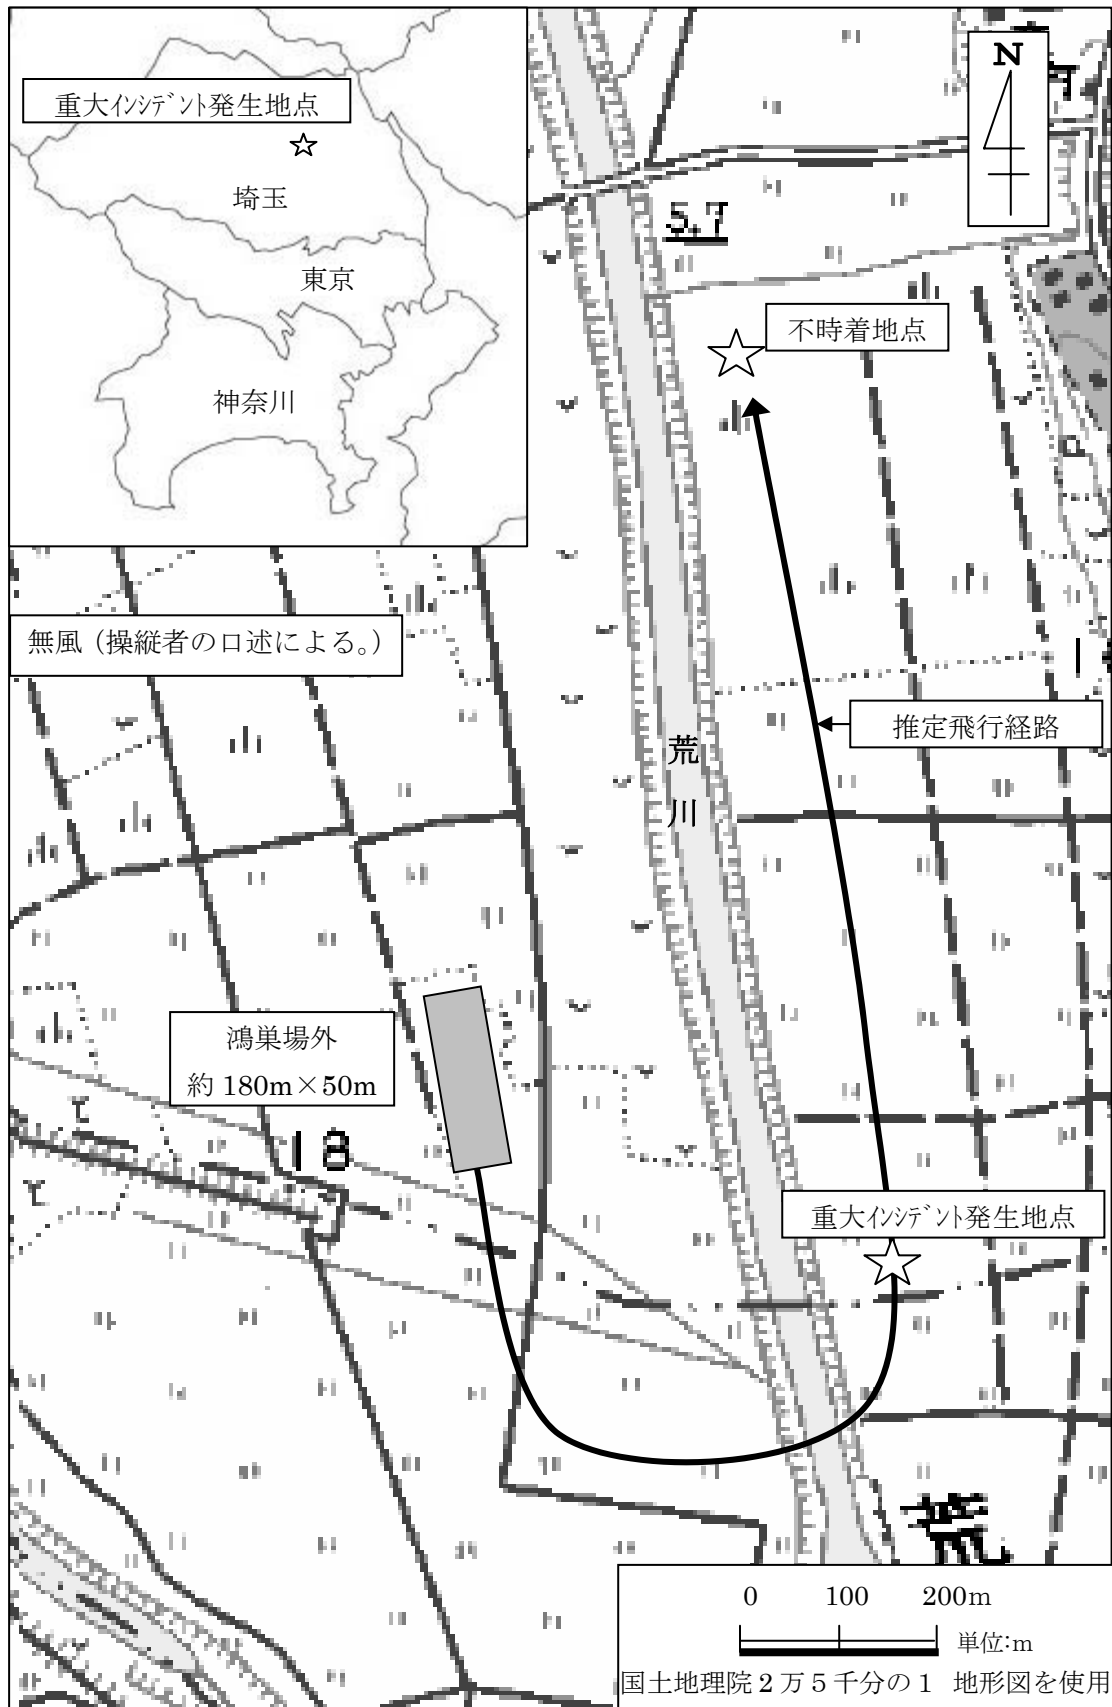 重大インシデント発生地点
埼玉
東京
神奈川
N
5.7
不時着地点
無風（操縦者の口述による。）
推定飛行経路
荒
川
鴻巣場外
約180m×50m
18
重大インシデント発生地点
荒
0 100 200m
単位:m
国土地理院2万5千分の1 地形図を使用